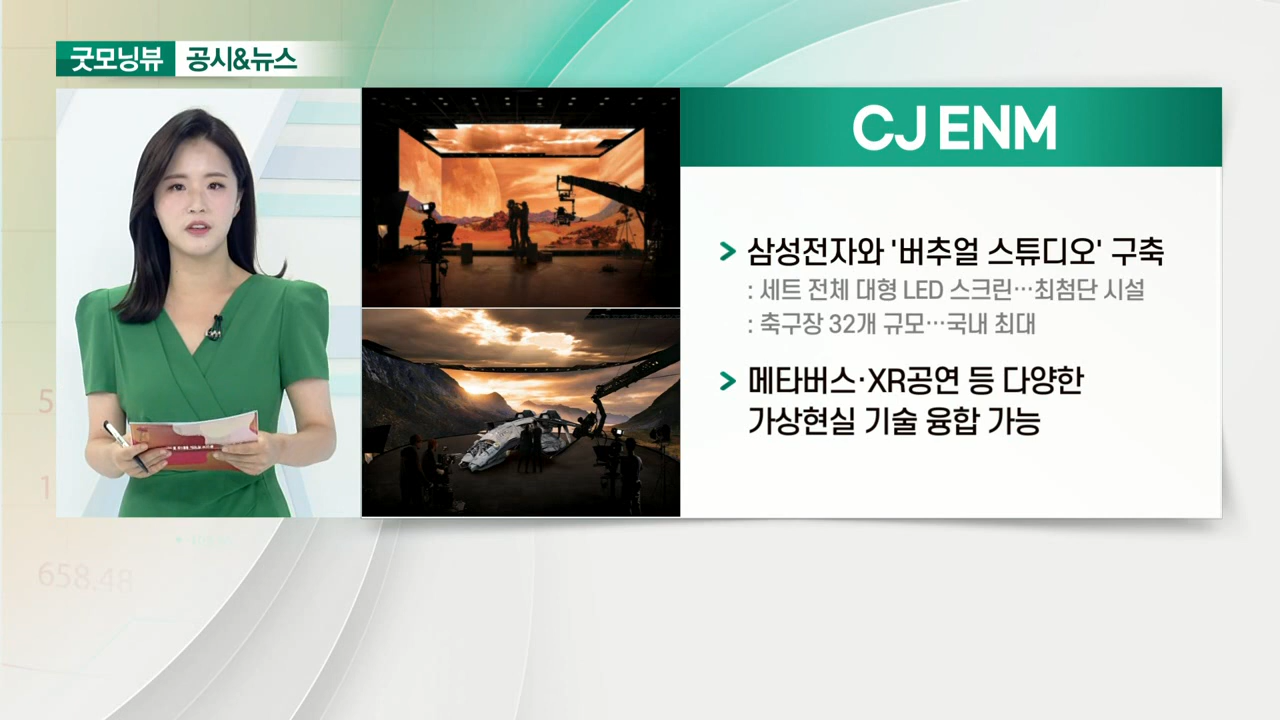 굿모닝뷰 공시&뉴스
CJ ENM
> 삼성전자와 '버추얼 스튜디오' 구축
: 세트 전체 대형 LED 스크린…최첨단 시설
: 축구장 32개 규모…국내 최대
> 메타버스·XR공연 등 다양한
가상현실 기술 융합 가능
5
1
658.48